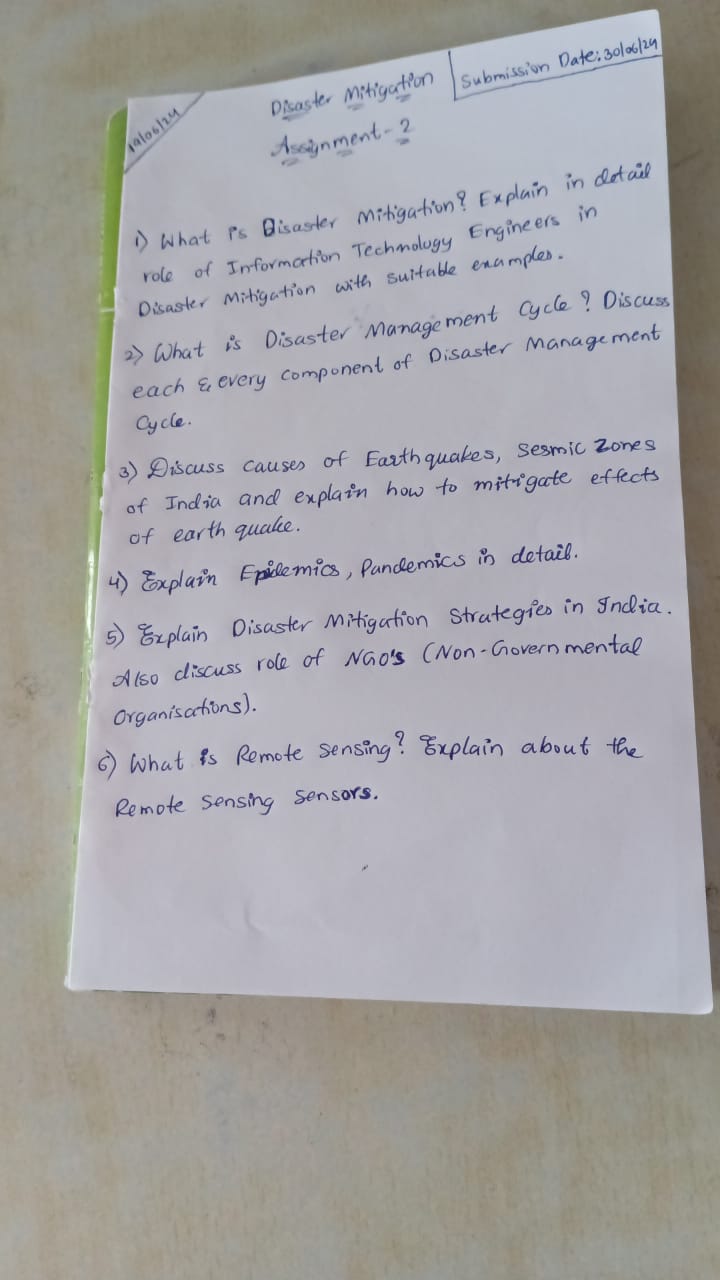 19/06/24
Disaster Mitigation
Submission Date: 30/06/24
Assignment-2
1) What is Disaster Mitigation? Explain in detail
role of Information Technology Engineers in
Disaster Mitigation with suitable examples.
2) What is Disaster Management Cycle? Discuss
each & every component of Disaster Management
Cycle.
3) Discuss causes of Earthquakes, Sesmic Zones
of India and explain how to mitigate effects
of earth quake.
4) Explain Epidemics, Pandemics in detail.
5) Explain Disaster Mitigation Strategies in India.
Also discuss role of NGO's (Non-Governmental
Organisations).
6) What is Remote Sensing? Explain about the
Remote Sensing Sensors.